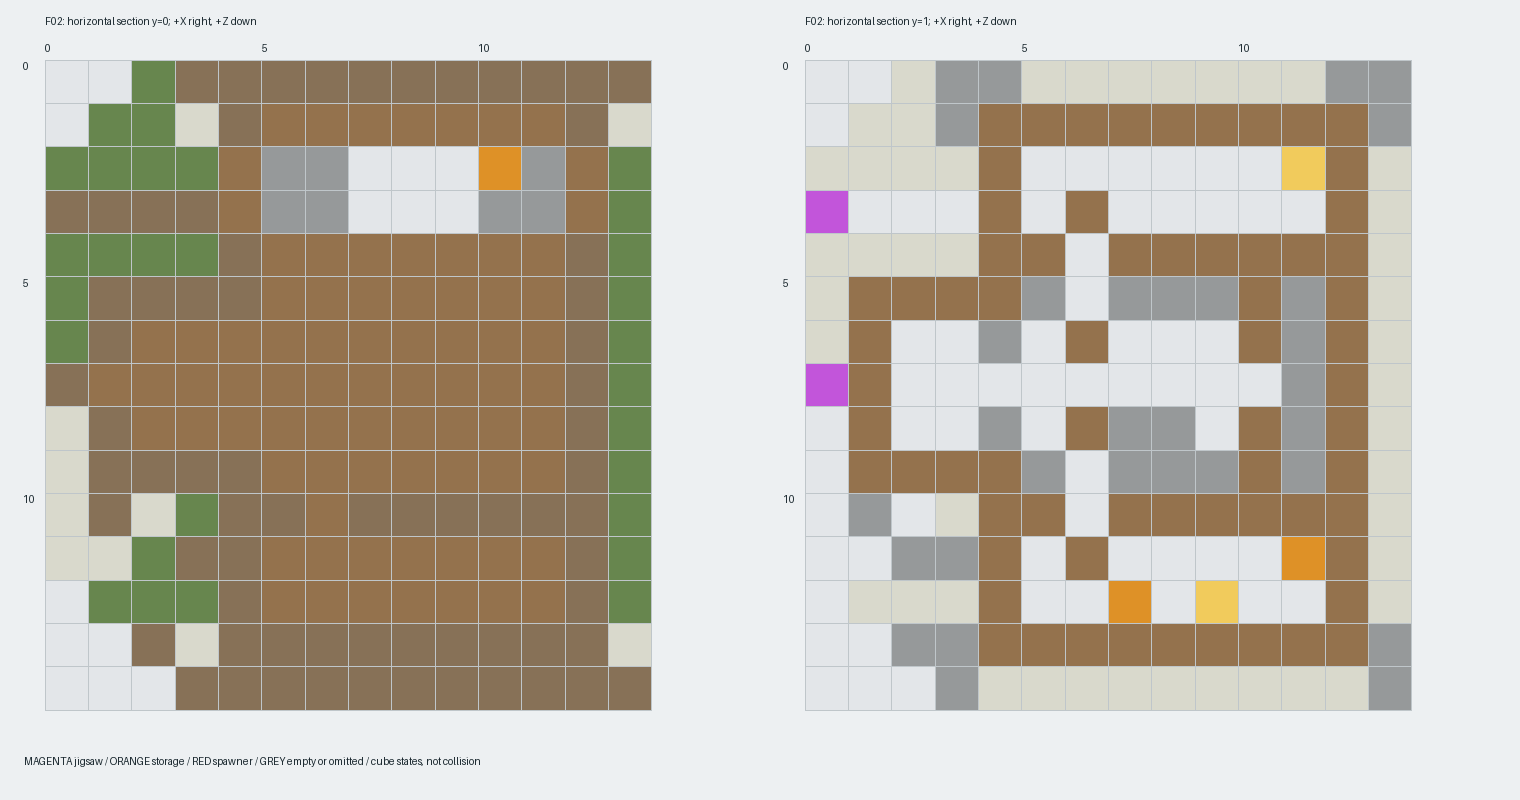 F02: horizontal section y=0; +X right, +Z down
F02: horizontal section y=1; +X right, +Z down
0 5 10
0 5 10
0
0
5
5
10
10
MAGENTA jigsaw / ORANGE storage / RED spawner / GREY empty or omitted / cube states, not collision